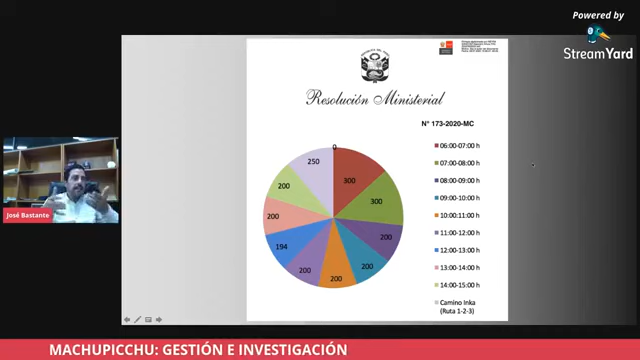 Powered by
StreamYard
Resolución Ministerial
N° 173-2020-MC
0
250
300
200
300
200
200
194
200
200
200
06:00-07:00 h
07:00-08:00 h
08:00-09:00 h
09:00-10:00 h
10:00-11:00 h
11:00-12:00 h
12:00-13:00 h
13:00-14:00 h
14:00-15:00 h
Camino Inka
(Ruta 1-2-3)
José Bastante
MACHUPICCHU: GESTIÓN E INVESTIGACIÓN